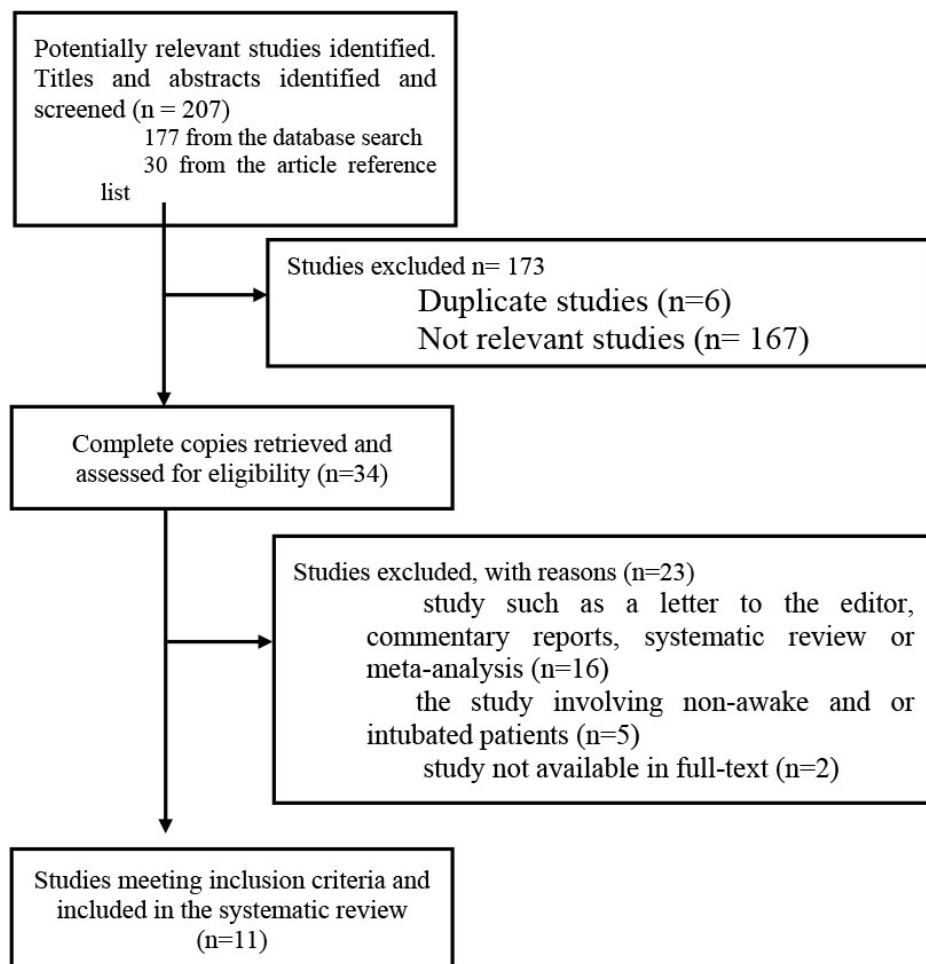 Potentially relevant studies identified.
Titles and abstracts identified and
screened (n = 207)
177 from the database search
30 from the article reference
list
Studies excluded n= 173
Duplicate studies (n=6)
Not relevant studies (n= 167)
Complete copies retrieved and
assessed for eligibility (n=34)
Studies excluded, with reasons (n=23)
study such as a letter to the editor,
commentary reports, systematic review or
meta-analysis (n=16)
the study involving non-awake and or
intubated patients (n=5)
study not available in full-text (n=2)
Studies meeting inclusion criteria and
included in the systematic review
(n=11)